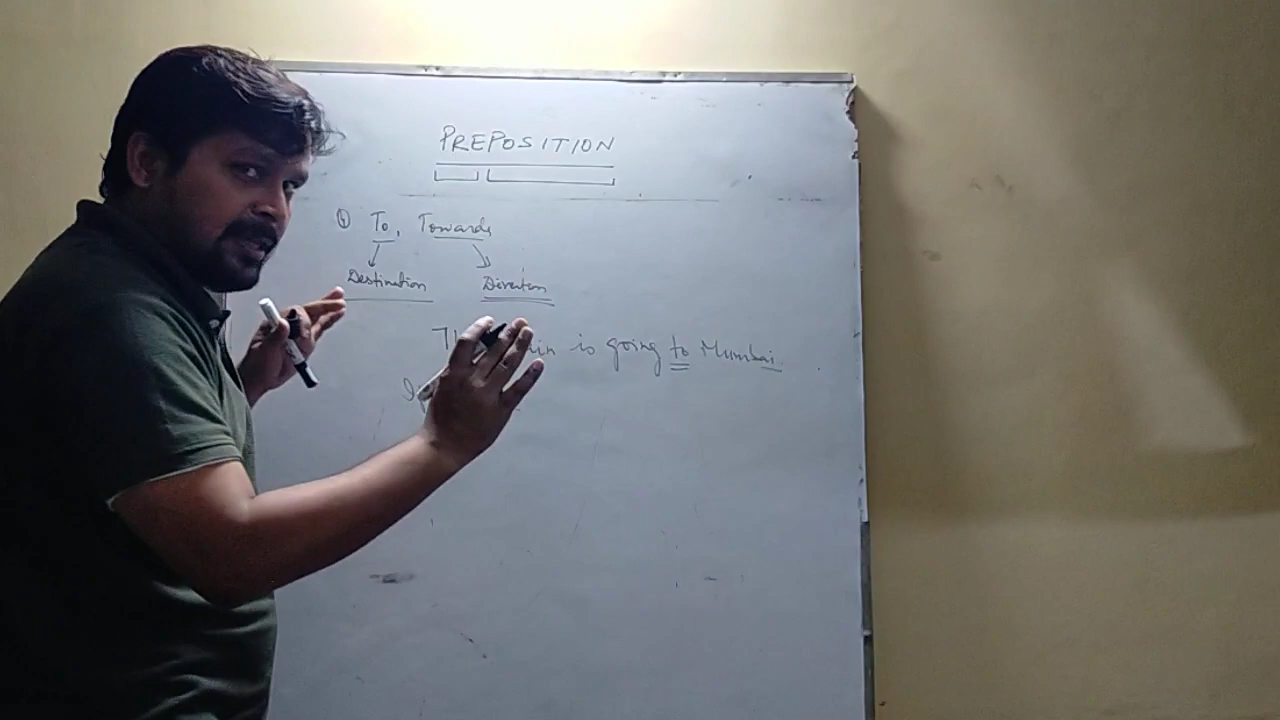 PREPOSITION
① To, Towards
Destination Direction
is going to Mumbai